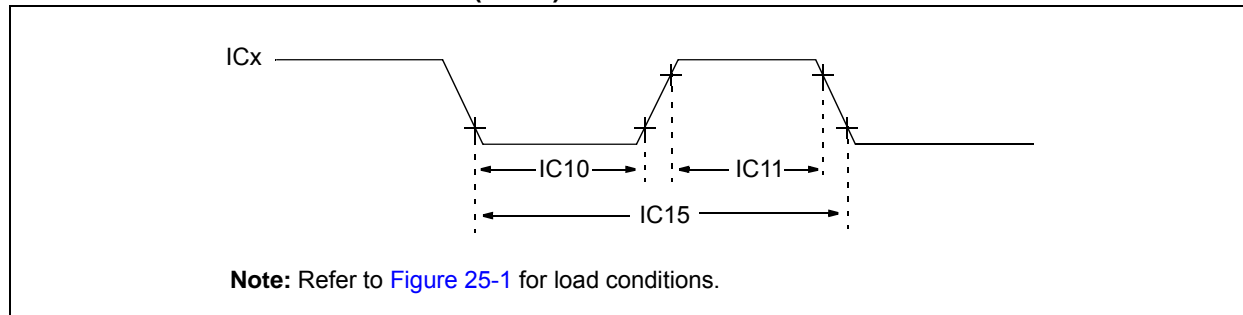 ICx
IC10
IC11
IC15
Note: Refer to Figure 25-1 for load conditions.